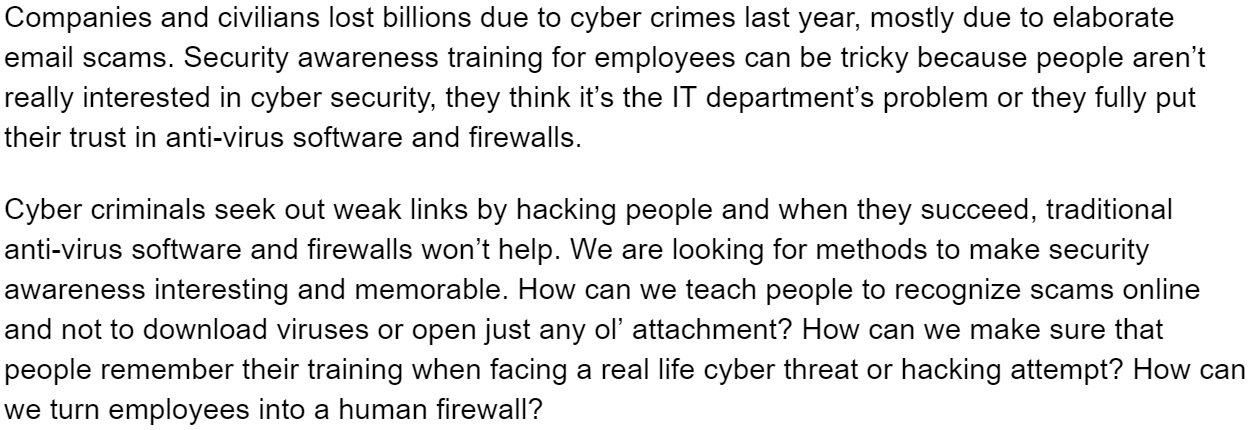 Companies and civilians lost billions due to cyber crimes last year, mostly due to elaborate
email scams. Security awareness training for employees can be tricky because people aren’t
really interested in cyber security, they think it’s the IT department’s problem or they fully put
their trust in anti-virus software and firewalls.
Cyber criminals seek out weak links by hacking people and when they succeed, traditional
anti-virus software and firewalls won’t help. We are looking for methods to make security
awareness interesting and memorable. How can we teach people to recognize scams online
and not to download viruses or open just any ol’ attachment? How can we make sure that
people remember their training when facing a real life cyber threat or hacking attempt? How can
we turn employees into a human firewall?